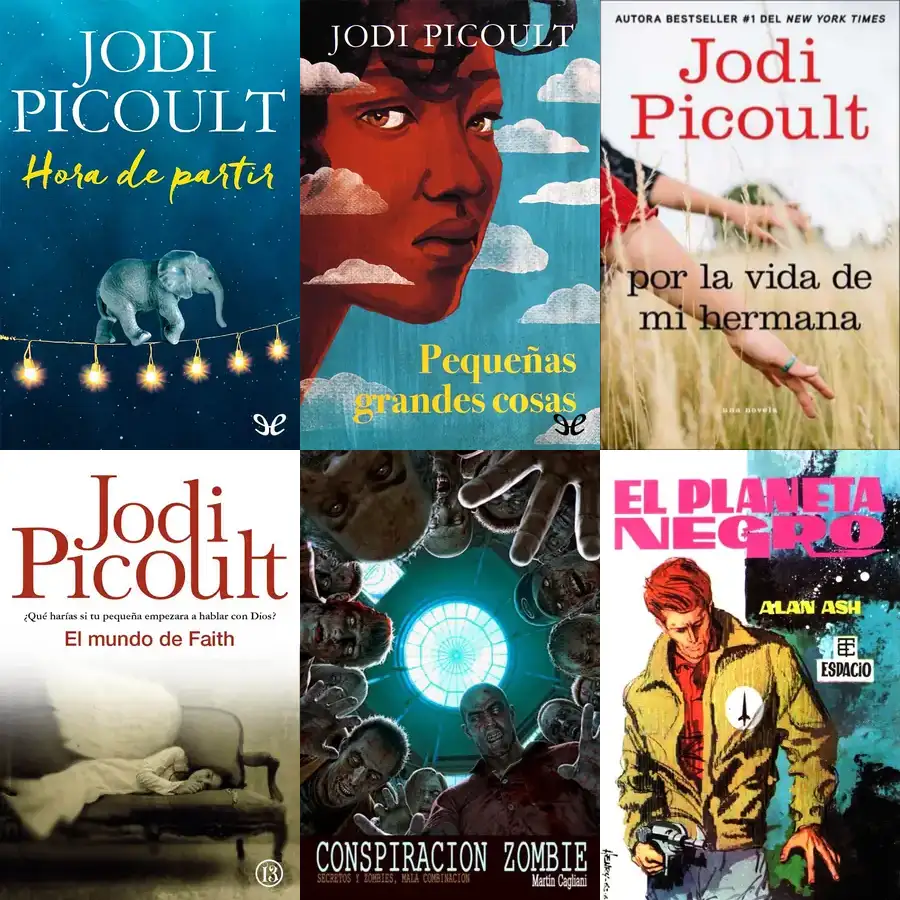 JODI
PICOULT
Hora de partir
JODI PICOULT
Pequeñas
grandes cosas
AUTORA BESTSELLER #1 DEL NEW YORK TIMES
Jodi
Picoult
por la vida de
mi hermana
una novela
Jodi
Picoult
¿Qué harías si tu pequeña empezara a hablar con Dios?
El mundo de Faith
13
CONSPIRACION ZOMBIE
SECRETOS Y ZOMBIES, MALA COMBINACION
Martín Cagliani
EL PLANETA
NEGRO
ALAN ASH
ESPACIO